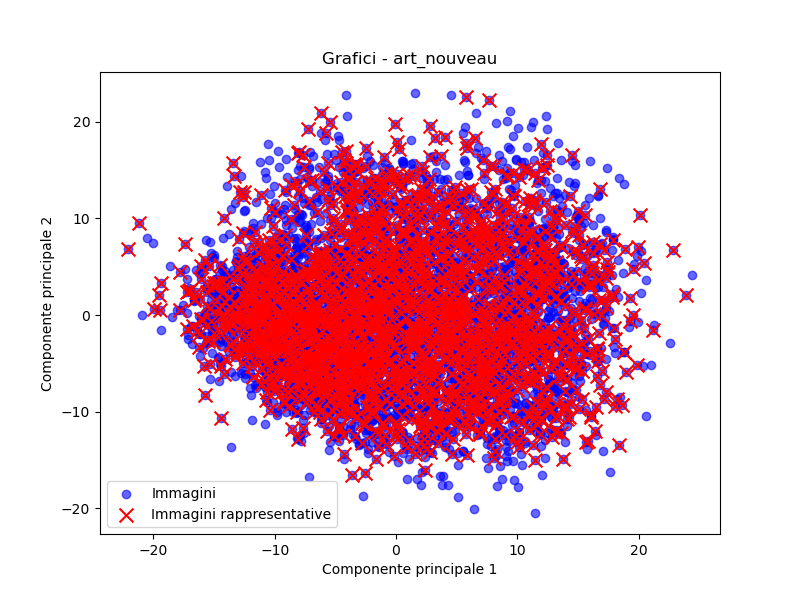 Grafici - art_nouveau
Componente principale 2
20
10
0
−10
−20
−20
−10
0
10
20
Componente principale 1
Immagini
Immagini rappresentative